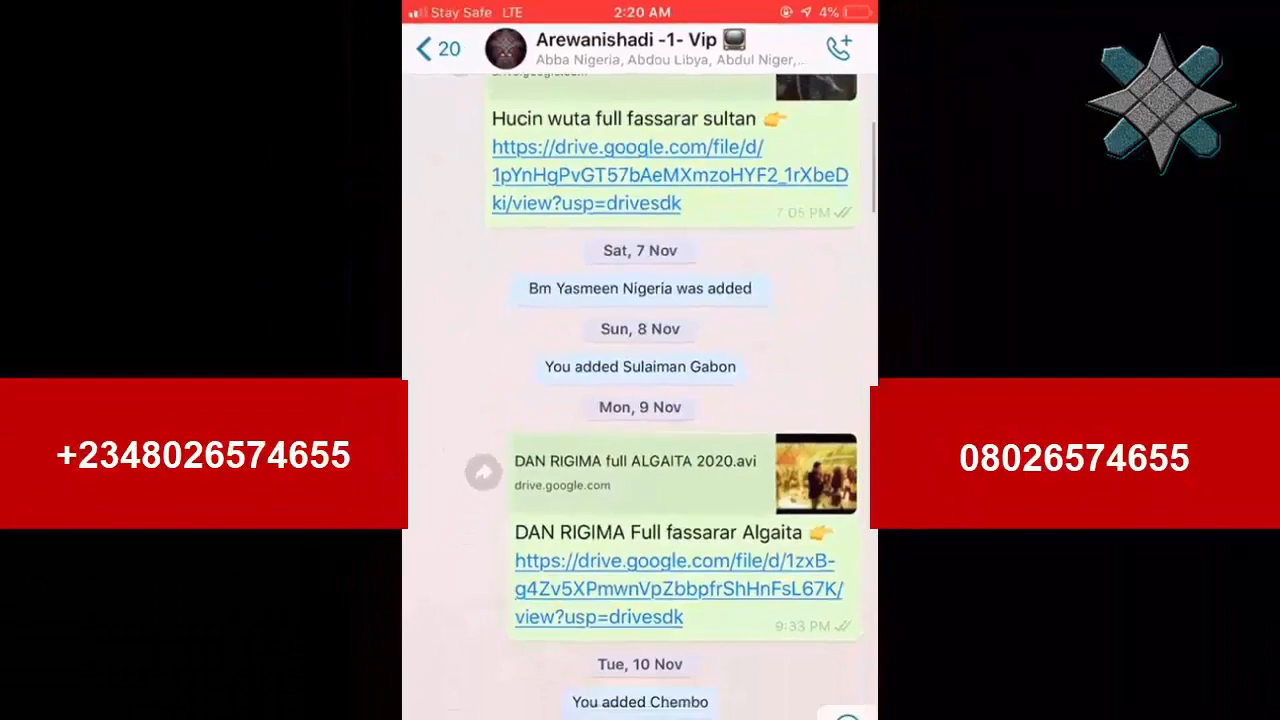 Stay Safe LTE 2:20 AM 4%
20 Arewanishadi -1- Vip
Abba Nigeria, Abdou Libya, Abdul Niger,...
Hucin wuta full fassarar sultan 👉
https://drive.google.com/file/d/
1pYnHgPvGT57bAeMXmzoHYF2_1rXbeD
ki/view?usp=drivesdk
7:05 PM
Sat, 7 Nov
Bm Yasmeen Nigeria was added
Sun, 8 Nov
You added Sulaiman Gabon
Mon, 9 Nov
+2348026574655
08026574655
DAN RIGIMA full ALGAITA 2020.avi
drive.google.com
DAN RIGIMA Full fassarar Algaita 👉
https://drive.google.com/file/d/1zxB-
g4Zv5XPmwnVpZbbpfrShHnFsL67K/
view?usp=drivesdk
9:33 PM
Tue, 10 Nov
You added Chembo